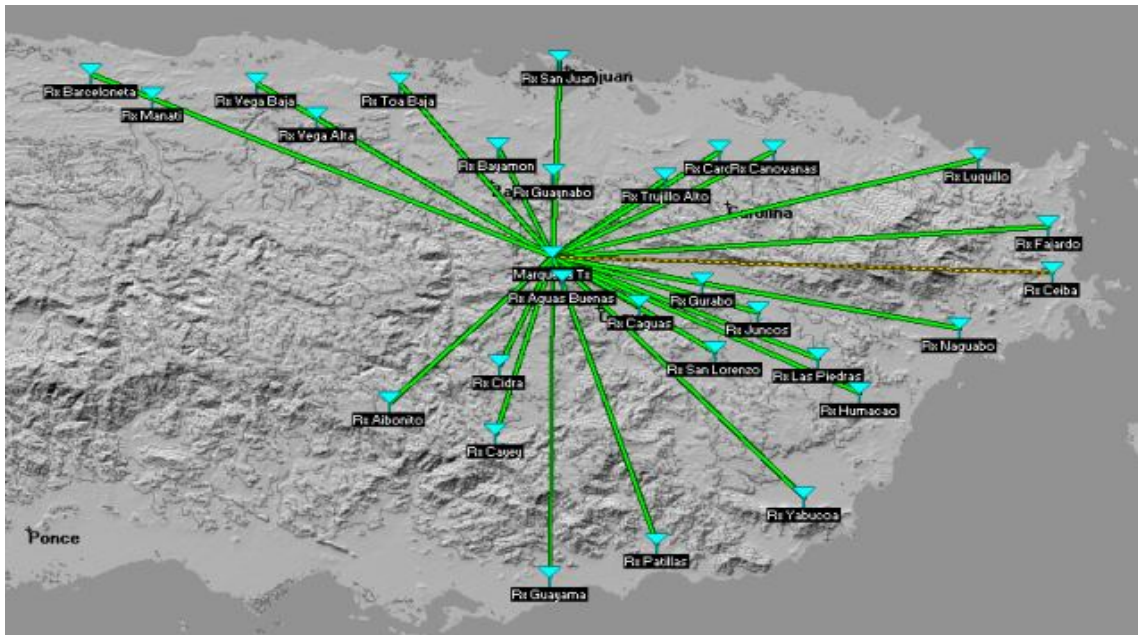 Rx San Juan
Rx Barceloneta
Rx Vega Baja
Rx Toa Baja
Rx Manati
Rx Vega Alta
Rx Bayamon
Rx Canovanas
Rx Luquillo
Rx Guaynabo
Rx Trujillo Alto
Carolina
Rx Fajardo
Rx Ceiba
Rx Aguas Buenas
Rx Gurabo
Rx Caguas
Rx Juncos
Rx Naguabo
Rx San Lorenzo
Rx Las Piedras
Rx Cidra
Rx Humacao
Rx Aibonito
Rx Cayey
Rx Yabucoa
Ponce
Rx Patillas
Rx Guayama